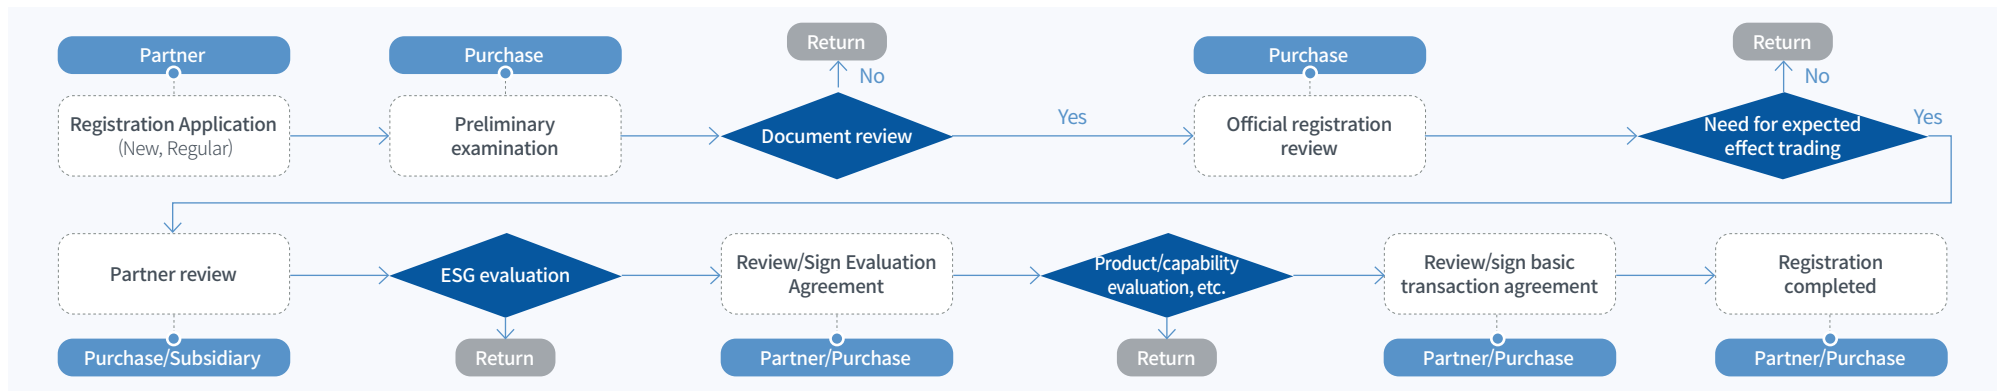 Partner
Registration Application
(New, Regular)
Purchase
Preliminary
examination
Return
No
Document review
Yes
Purchase
Official registration
review
Return
No
Need for expected
effect trading
Yes
Partner review
Purchase/Subsidiary
ESG evaluation
Return
Review/Sign Evaluation
Agreement
Partner/Purchase
Product/capability
evaluation, etc.
Return
Review/sign basic
transaction agreement
Partner/Purchase
Registration
completed
Partner/Purchase